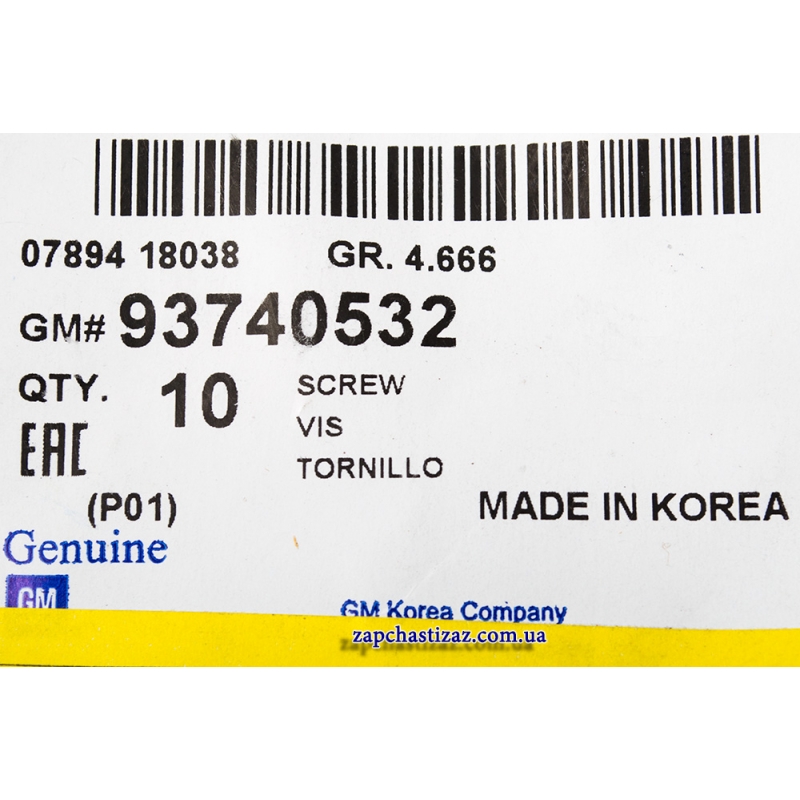 07894 18038 GR. 4.666
GM# 93740532
QTY. 10 SCREW
VIS
EAC TORNILLO
(P01) MADE IN KOREA
Genuine
GM
GM Korea Company
zapchastizaz.com.ua